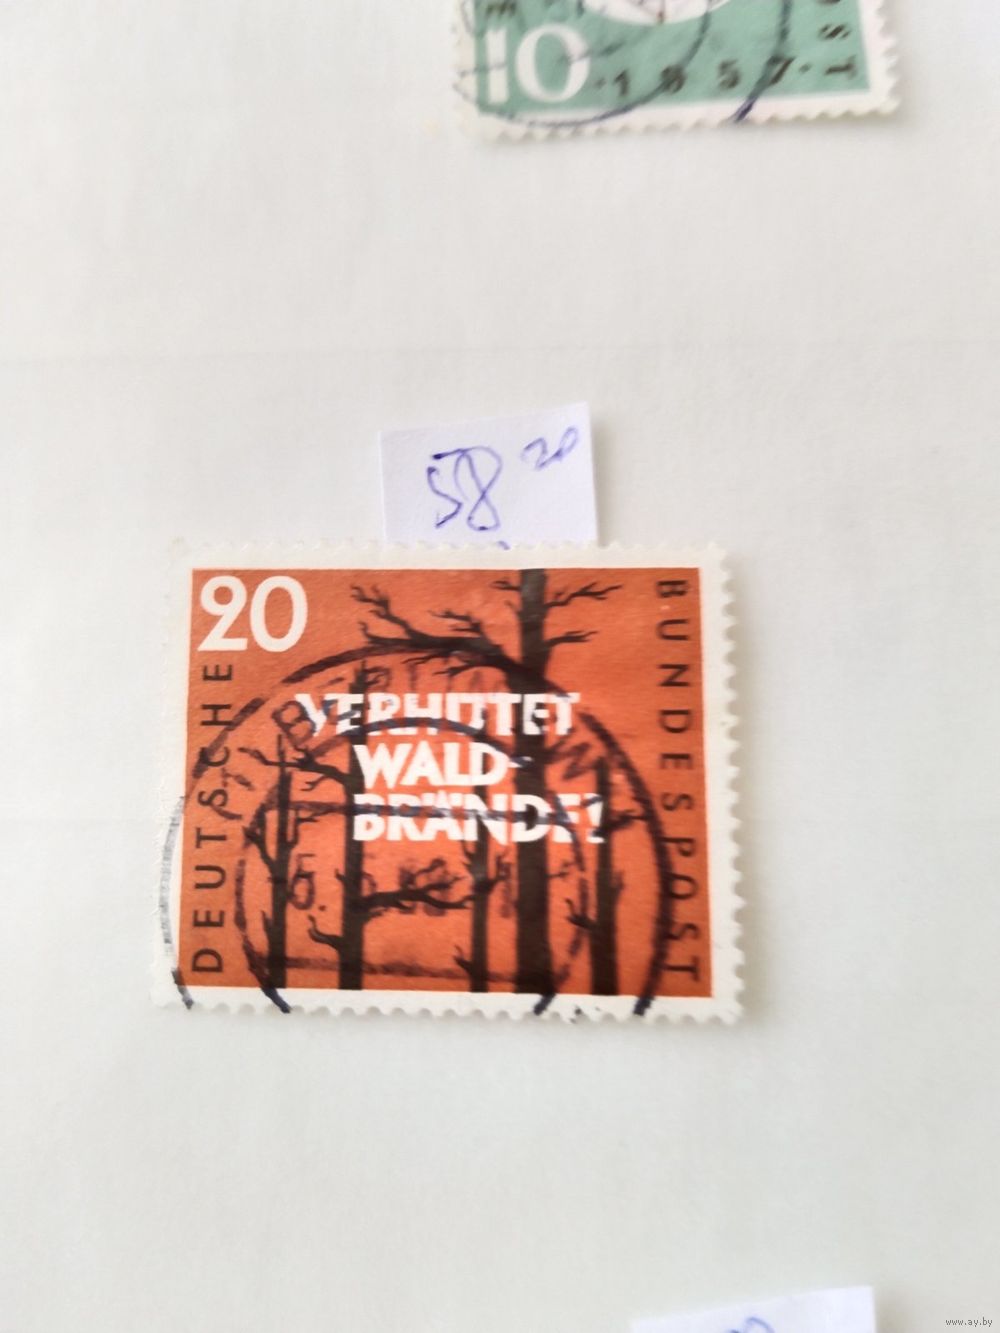 10 · 1957 ·
58 20
20
DEUTSCHE
BUNDESPOST
VERHÜTET
WALD-
BRÄNDE!
www.ay.by